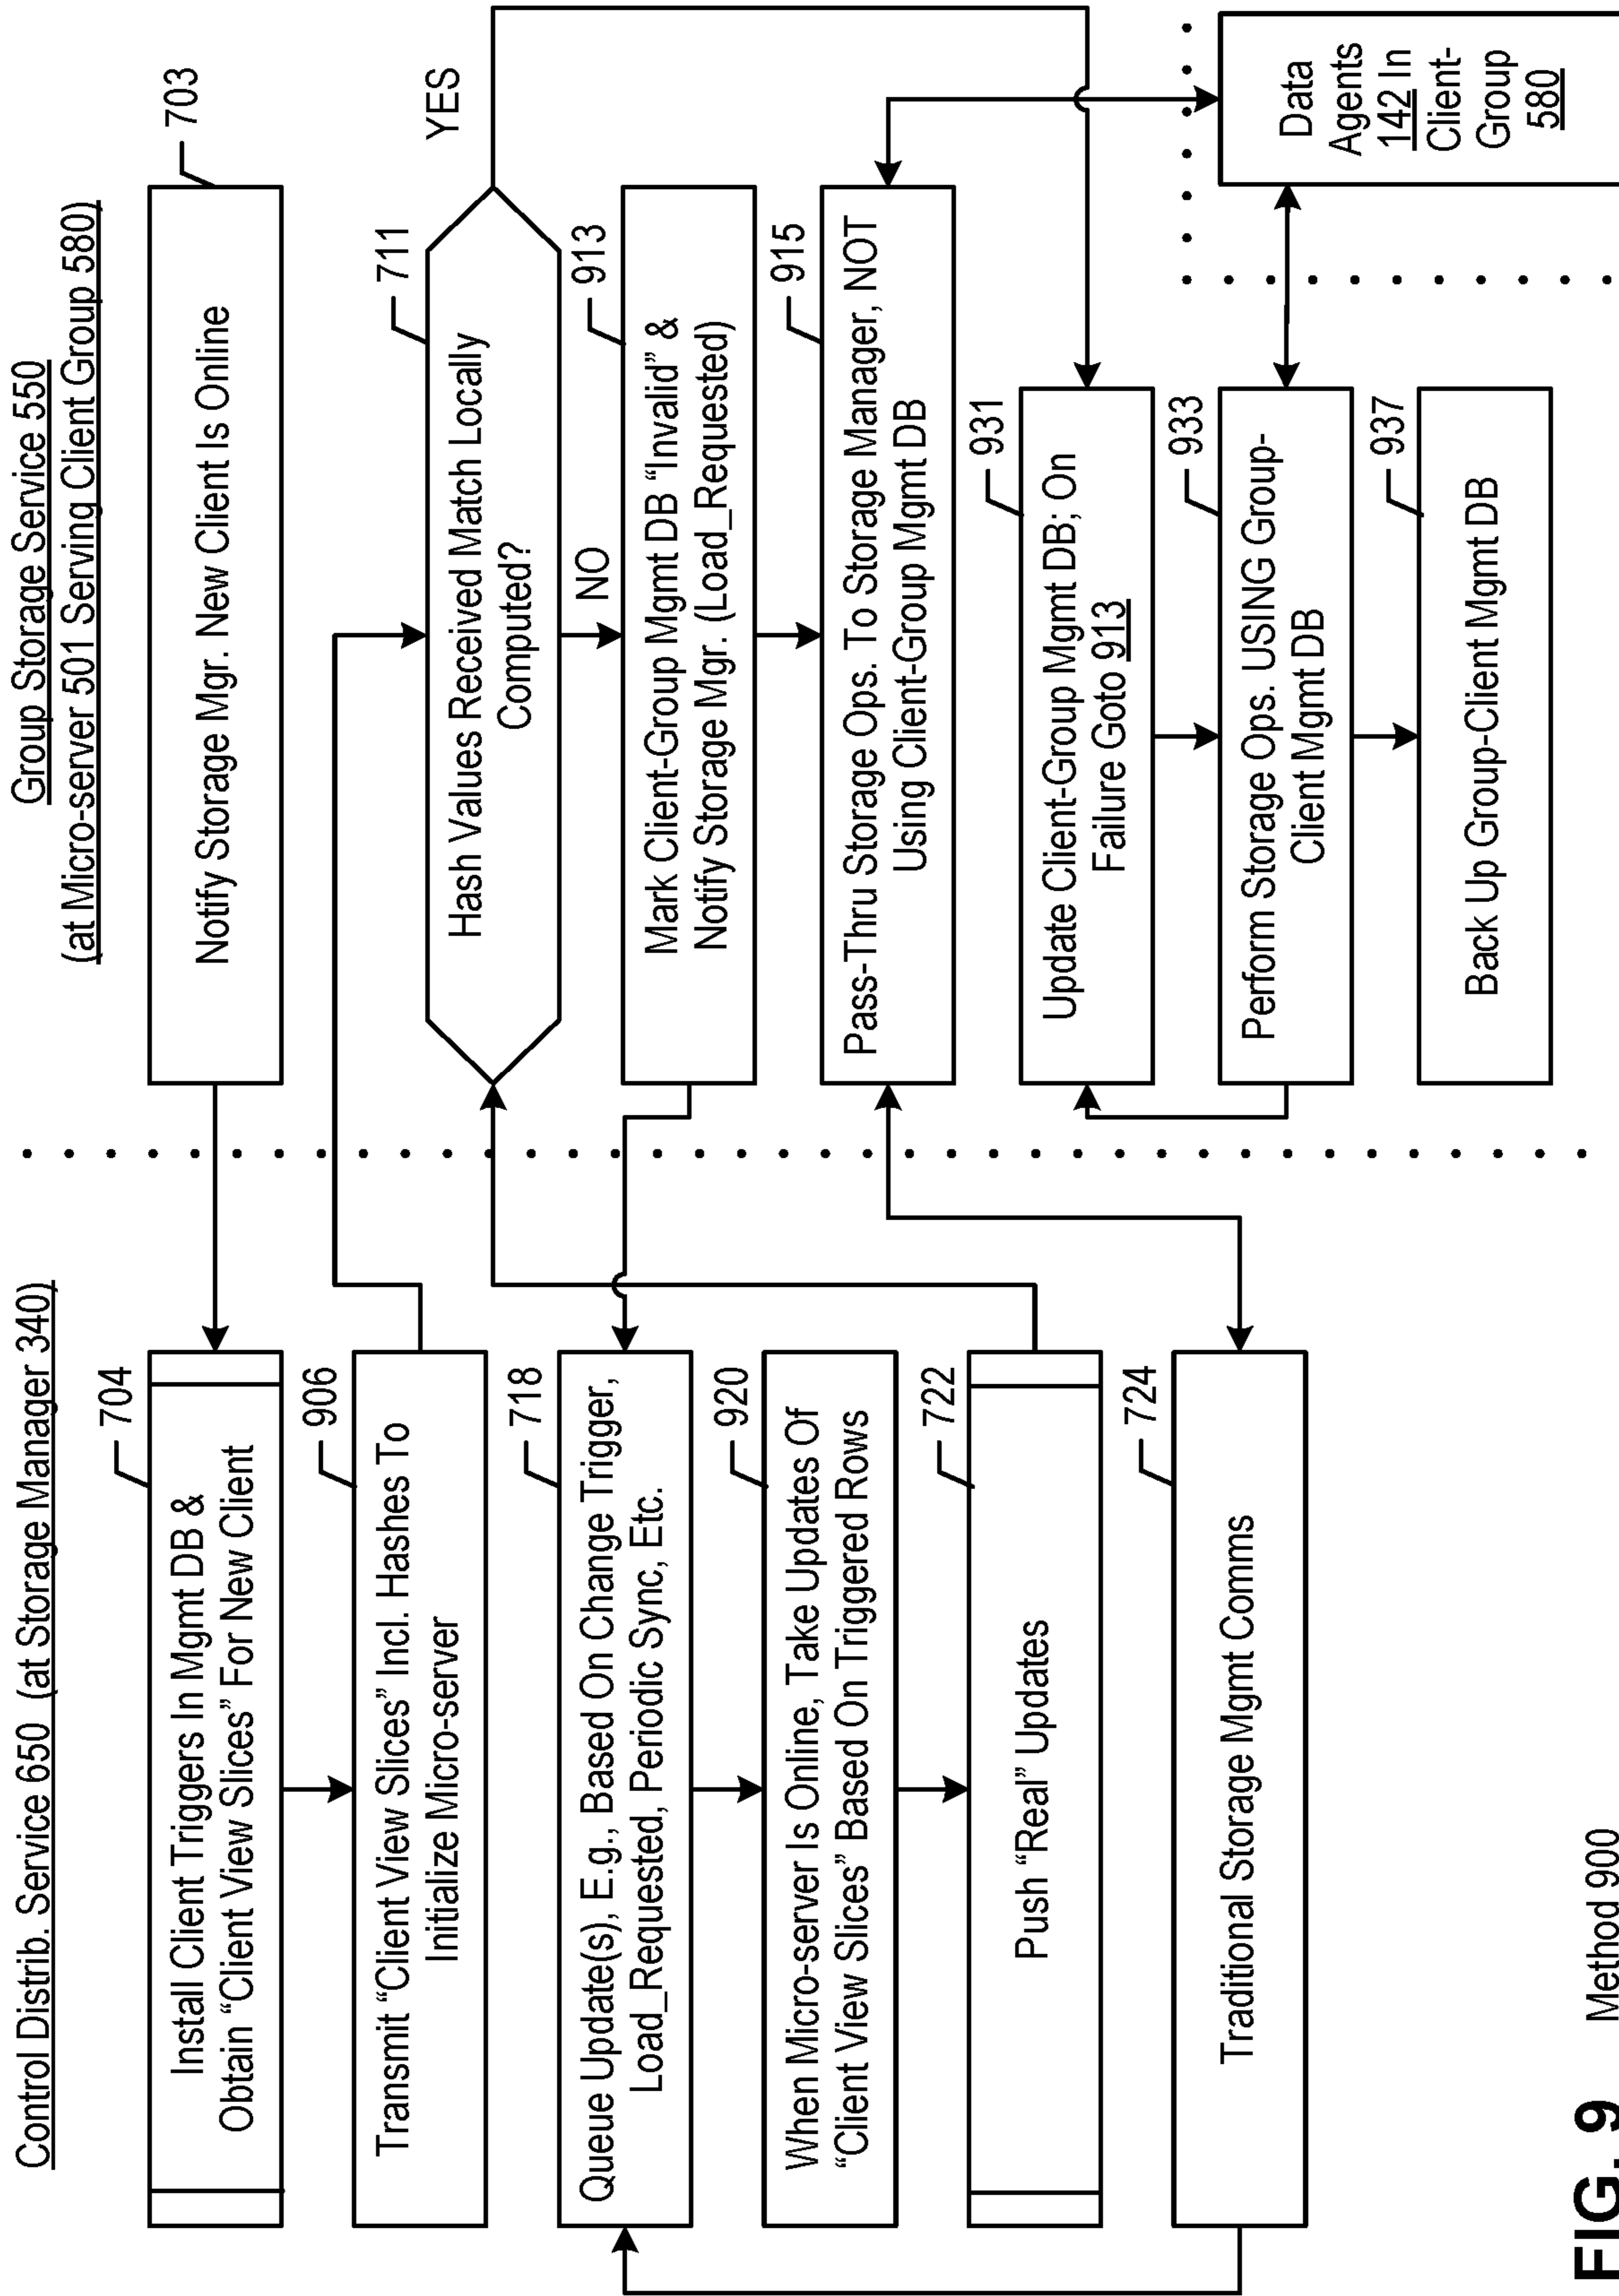 Control Distrib. Service 650 (at Storage Manager 340)
704
Install Client Triggers In Mgmt DB &
Obtain “Client View Slices” For New Client
906
Transmit “Client View Slices” Incl. Hashes To
Initialize Micro-server
718
Queue Update(s), E.g., Based On Change Trigger,
Load_Requested, Periodic Sync, Etc.
920
When Micro-server Is Online, Take Updates Of
“Client View Slices” Based On Triggered Rows
722
Push “Real” Updates
724
Traditional Storage Mgmt Comms
Group Storage Service 550
(at Micro-server 501 Serving Client Group 580)
703
Notify Storage Mgr. New Client Is Online
711
Hash Values Received Match Locally
Computed?
YES
NO
913
Mark Client-Group Mgmt DB “Invalid” &
Notify Storage Mgr. (Load_Requested)
915
Pass-Thru Storage Ops. To Storage Manager, NOT
Using Client-Group Mgmt DB
931
Update Client-Group Mgmt DB; On
Failure Goto 913
933
Perform Storage Ops. USING Group-
Client Mgmt DB
937
Back Up Group-Client Mgmt DB
Data
Agents
142 In
Client-
Group
580
FIG. 9 Method 900